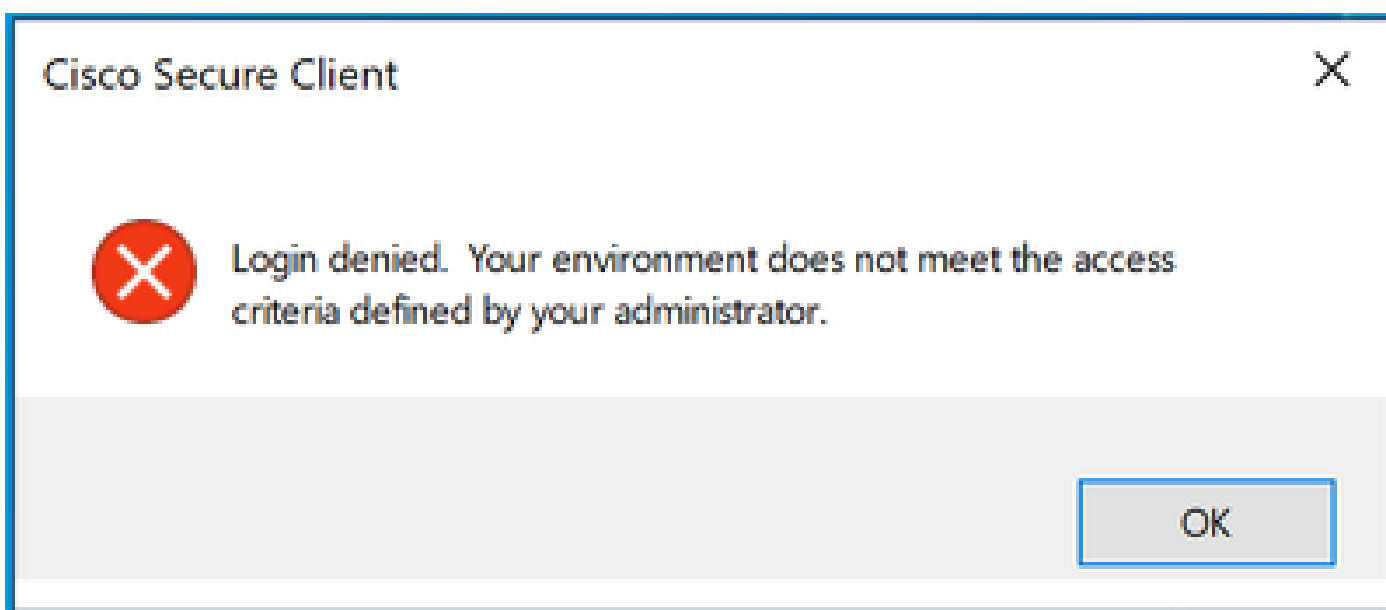 Cisco Secure Client
Login denied.  Your environment does not meet the access
criteria defined by your administrator.
OK